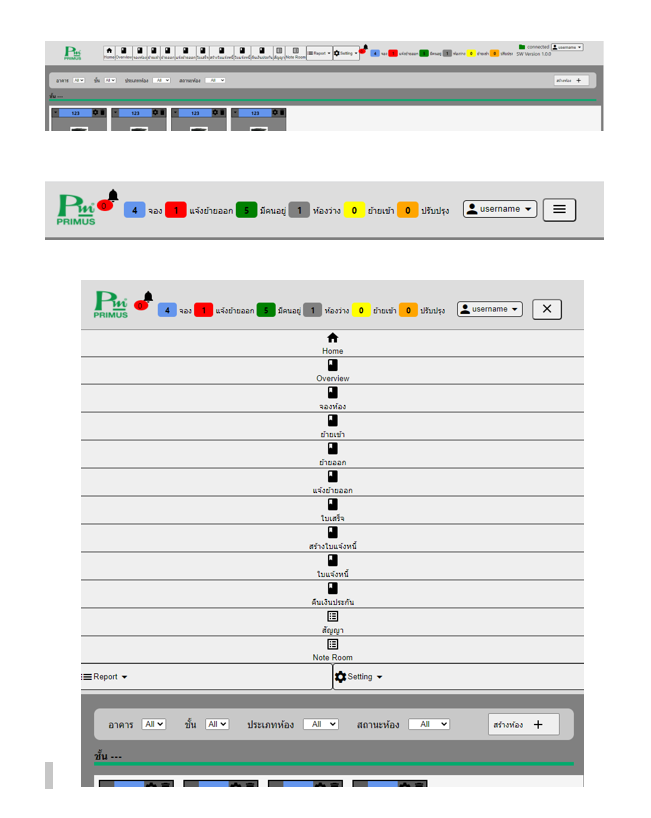 Pm PRIMUS
Home Overview จองห้อง ย้ายเข้า ย้ายออก แจ้งย้ายออก ใบเสร็จ สร้างใบแจ้งหนี้ ใบแจ้งหนี้ คืนเงินประกัน สัญญา Note Room Report Setting
4 จอง 1 แจ้งย้ายออก 5 มีคนอยู่ 1 ห้องว่าง 0 ย้ายเข้า 0 ปรับปรุง
connected username
SW Version 1.0.0
อาคาร All ชั้น All ประเภทห้อง All สถานะห้อง All สร้างห้อง +
ชั้น ---
123 123 123 123
Pm PRIMUS 0 4 จอง 1 แจ้งย้ายออก 5 มีคนอยู่ 1 ห้องว่าง 0 ย้ายเข้า 0 ปรับปรุง username
Pm PRIMUS 0 4 จอง 1 แจ้งย้ายออก 5 มีคนอยู่ 1 ห้องว่าง 0 ย้ายเข้า 0 ปรับปรุง username
Home
Overview
จองห้อง
ย้ายเข้า
ย้ายออก
แจ้งย้ายออก
ใบเสร็จ
สร้างใบแจ้งหนี้
ใบแจ้งหนี้
คืนเงินประกัน
สัญญา
Note Room
Report Setting
อาคาร All ชั้น All ประเภทห้อง All สถานะห้อง All สร้างห้อง +
ชั้น ---